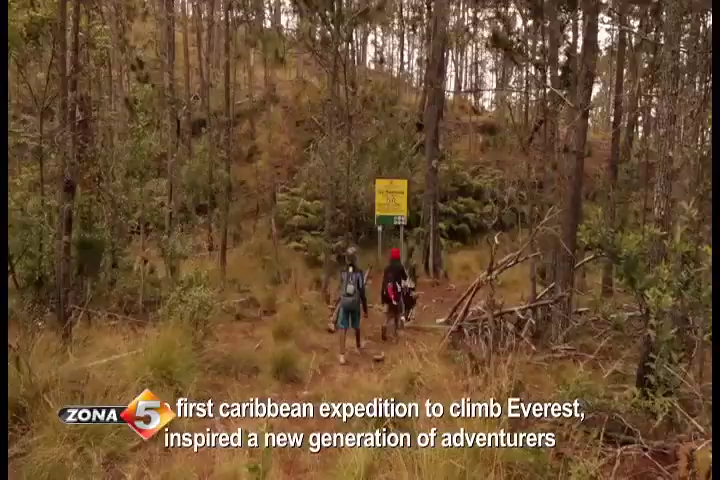 ZONA 5
first caribbean expedition to climb Everest,
inspired a new generation of adventurers